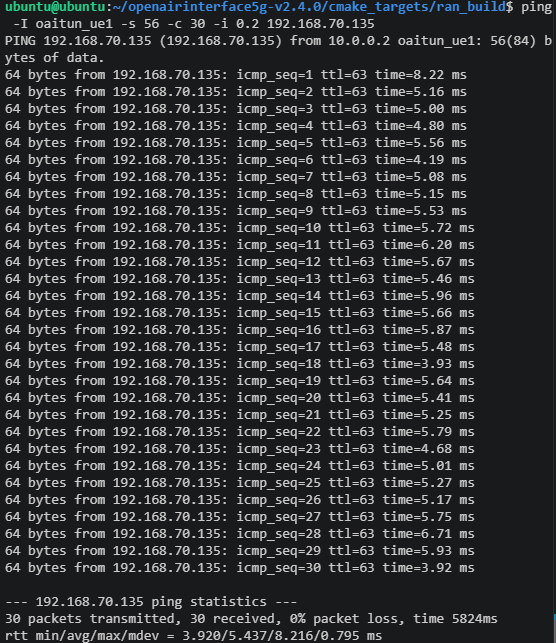 ubuntu@ubuntu:~/openairinterface5g-v2.4.0/cmake_targets/ran_build$ ping
 -I oaitun_ue1 -s 56 -c 30 -i 0.2 192.168.70.135
PING 192.168.70.135 (192.168.70.135) from 10.0.0.2 oaitun_ue1: 56(84) b
ytes of data.
64 bytes from 192.168.70.135: icmp_seq=1 ttl=63 time=8.22 ms
64 bytes from 192.168.70.135: icmp_seq=2 ttl=63 time=5.16 ms
64 bytes from 192.168.70.135: icmp_seq=3 ttl=63 time=5.00 ms
64 bytes from 192.168.70.135: icmp_seq=4 ttl=63 time=4.80 ms
64 bytes from 192.168.70.135: icmp_seq=5 ttl=63 time=5.56 ms
64 bytes from 192.168.70.135: icmp_seq=6 ttl=63 time=4.19 ms
64 bytes from 192.168.70.135: icmp_seq=7 ttl=63 time=5.08 ms
64 bytes from 192.168.70.135: icmp_seq=8 ttl=63 time=5.15 ms
64 bytes from 192.168.70.135: icmp_seq=9 ttl=63 time=5.53 ms
64 bytes from 192.168.70.135: icmp_seq=10 ttl=63 time=5.72 ms
64 bytes from 192.168.70.135: icmp_seq=11 ttl=63 time=6.20 ms
64 bytes from 192.168.70.135: icmp_seq=12 ttl=63 time=5.67 ms
64 bytes from 192.168.70.135: icmp_seq=13 ttl=63 time=5.46 ms
64 bytes from 192.168.70.135: icmp_seq=14 ttl=63 time=5.96 ms
64 bytes from 192.168.70.135: icmp_seq=15 ttl=63 time=5.66 ms
64 bytes from 192.168.70.135: icmp_seq=16 ttl=63 time=5.87 ms
64 bytes from 192.168.70.135: icmp_seq=17 ttl=63 time=5.48 ms
64 bytes from 192.168.70.135: icmp_seq=18 ttl=63 time=3.93 ms
64 bytes from 192.168.70.135: icmp_seq=19 ttl=63 time=5.64 ms
64 bytes from 192.168.70.135: icmp_seq=20 ttl=63 time=5.41 ms
64 bytes from 192.168.70.135: icmp_seq=21 ttl=63 time=5.25 ms
64 bytes from 192.168.70.135: icmp_seq=22 ttl=63 time=5.79 ms
64 bytes from 192.168.70.135: icmp_seq=23 ttl=63 time=4.68 ms
64 bytes from 192.168.70.135: icmp_seq=24 ttl=63 time=5.01 ms
64 bytes from 192.168.70.135: icmp_seq=25 ttl=63 time=5.27 ms
64 bytes from 192.168.70.135: icmp_seq=26 ttl=63 time=5.17 ms
64 bytes from 192.168.70.135: icmp_seq=27 ttl=63 time=5.75 ms
64 bytes from 192.168.70.135: icmp_seq=28 ttl=63 time=6.71 ms
64 bytes from 192.168.70.135: icmp_seq=29 ttl=63 time=5.93 ms
64 bytes from 192.168.70.135: icmp_seq=30 ttl=63 time=3.92 ms

--- 192.168.70.135 ping statistics ---
30 packets transmitted, 30 received, 0% packet loss, time 5824ms
rtt min/avg/max/mdev = 3.920/5.437/8.216/0.795 ms